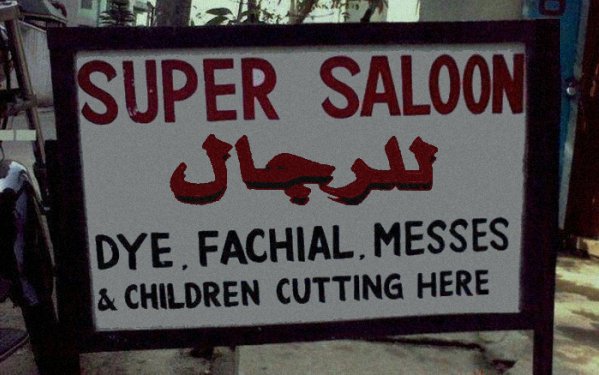 SUPER SALOON
للرجال
DYE, FACHIAL, MESSES
& CHILDREN CUTTING HERE